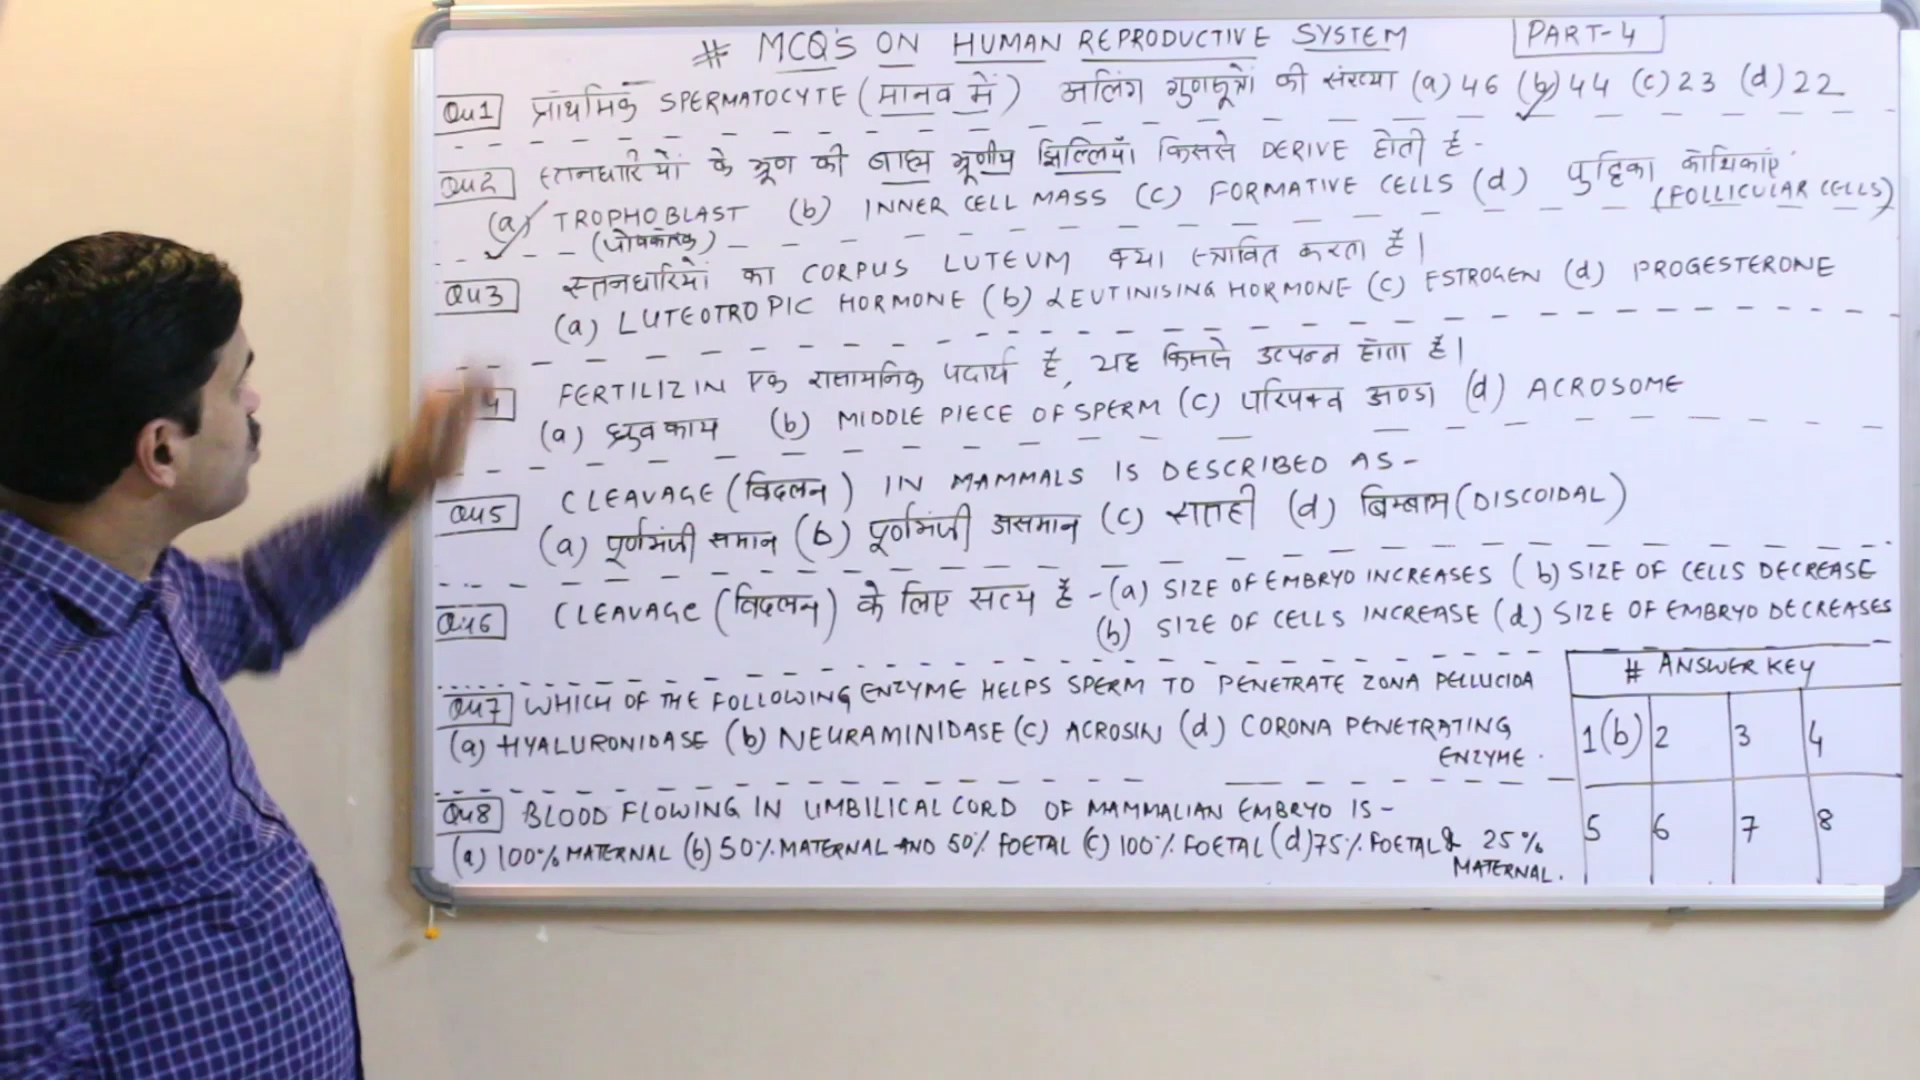 # MCQ'S ON HUMAN REPRODUCTIVE SYSTEM PART-4
Qu1 प्राथमिक SPERMATOCYTE (मानव में) अलिंग गुणसूत्रों की संख्या (a) 46 (b) 44 (c) 23 (d) 22
Qu2 स्तनधारियों के भ्रूण की बाह्य भ्रूणीय झिल्लियाँ किससे DERIVE होती है -
(a) TROPHOBLAST (b) INNER CELL MASS (C) FORMATIVE CELLS (d) पुट्टिका कोशिकाएं
(पोषकोरक) (FOLLICULAR CELLS)
Qu3 स्तनधारियों का CORPUS LUTEUM क्या स्त्रावित करता है।
(a) LUTEOTROPIC HORMONE (b) LEUTINISING HORMONE (C) ESTROGEN (d) PROGESTERONE
4 FERTILIZIN एक रासायनिक पदार्थ है, यह किससे उत्पन्न होता है।
(a) ध्रुव काय (b) MIDDLE PIECE OF SPERM (C) परिपक्व अण्डा (d) ACROSOME
Qu5 CLEAVAGE (विदलन) IN MAMMALS IS DESCRIBED AS -
(a) पूर्णभंजी समान (b) पूर्णभंजी असमान (C) सतही (d) बिम्बाभ (DISCOIDAL)
Qu6 CLEAVAGE (विदलन) के लिए सत्य है - (a) SIZE OF EMBRYO INCREASES (b) SIZE OF CELLS DECREASE
(b) SIZE OF CELLS INCREASE (d) SIZE OF EMBRYO DECREASES
Qu7 WHICH OF THE FOLLOWING ENZYME HELPS SPERM TO PENETRATE ZONA PELLUCIDA
(a) HYALURONIDASE (b) NEURAMINIDASE (C) ACROSIN (d) CORONA PENETRATING
ENZYME.
Qu8 BLOOD FLOWING IN UMBILICAL CORD OF MAMMALIAN EMBRYO IS -
(a) 100% MATERNAL (b) 50% MATERNAL AND 50% FOETAL (C) 100% FOETAL (d) 75% FOETAL & 25%
MATERNAL.
# ANSWER KEY
1(b) 2 3 4
5 6 7 8